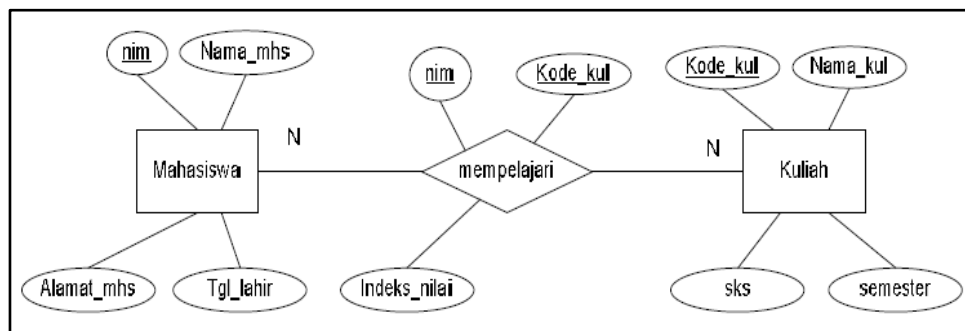 nim
Nama_mhs
nim
Kode_kul
Kode_kul
Nama_kul
N
N
Mahasiswa
mempelajari
Kuliah
Alamat_mhs
Tgl_lahir
Indeks_nilai
sks
semester